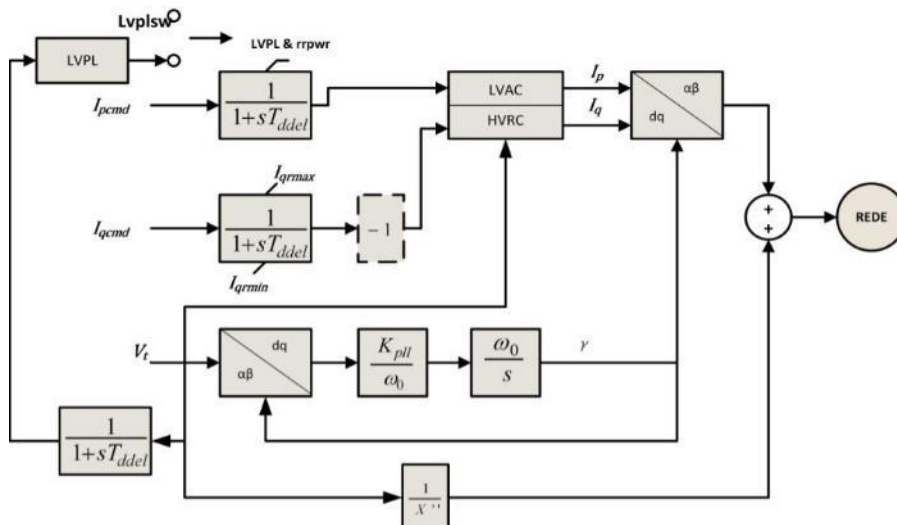 Lvplsw
LVPL
LVPL & rrpwr
I_pcmd
1
1+sT_ddel
LVAC
HVRC
I_p
I_q
αβ
dq
I_qrmax
I_qcmd
1
1+sT_ddel
I_qrmin
- 1
+
+
REDE
V_t
dq
αβ
K_pll
ω_0
ω_0
s
γ
1
1+sT_ddel
1
X''